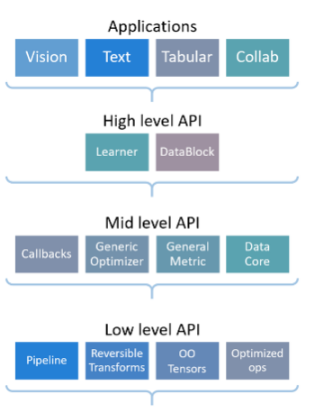 Applications
Vision Text Tabular Collab
High level API
Learner DataBlock
Mid level API
Callbacks Generic Optimizer General Metric Data Core
Low level API
Pipeline Reversible Transforms OO Tensors Optimized ops